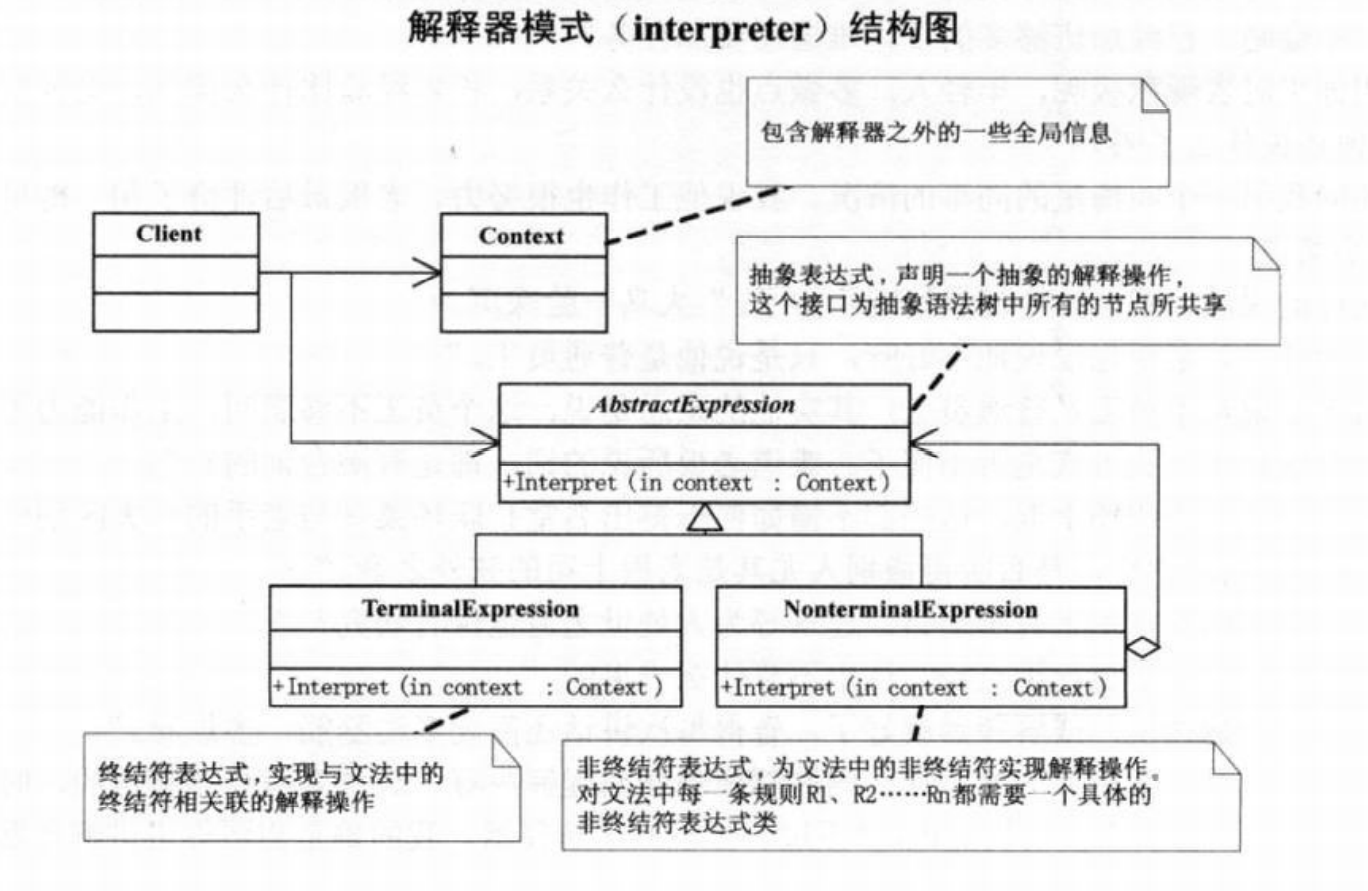 解释器模式（interpreter）结构图
包含解释器之外的一些全局信息
Client
Context
抽象表达式，声明一个抽象的解释操作，
这个接口为抽象语法树中所有的节点所共享
AbstractExpression
+Interpret (in context : Context)
TerminalExpression
+Interpret (in context : Context)
NonterminalExpression
+Interpret (in context : Context)
终结符表达式，实现与文法中的
终结符相关联的解释操作
非终结符表达式，为文法中的非终结符实现解释操作。
对文法中每一条规则R1、R2……Rn都需要一个具体的
非终结符表达式类